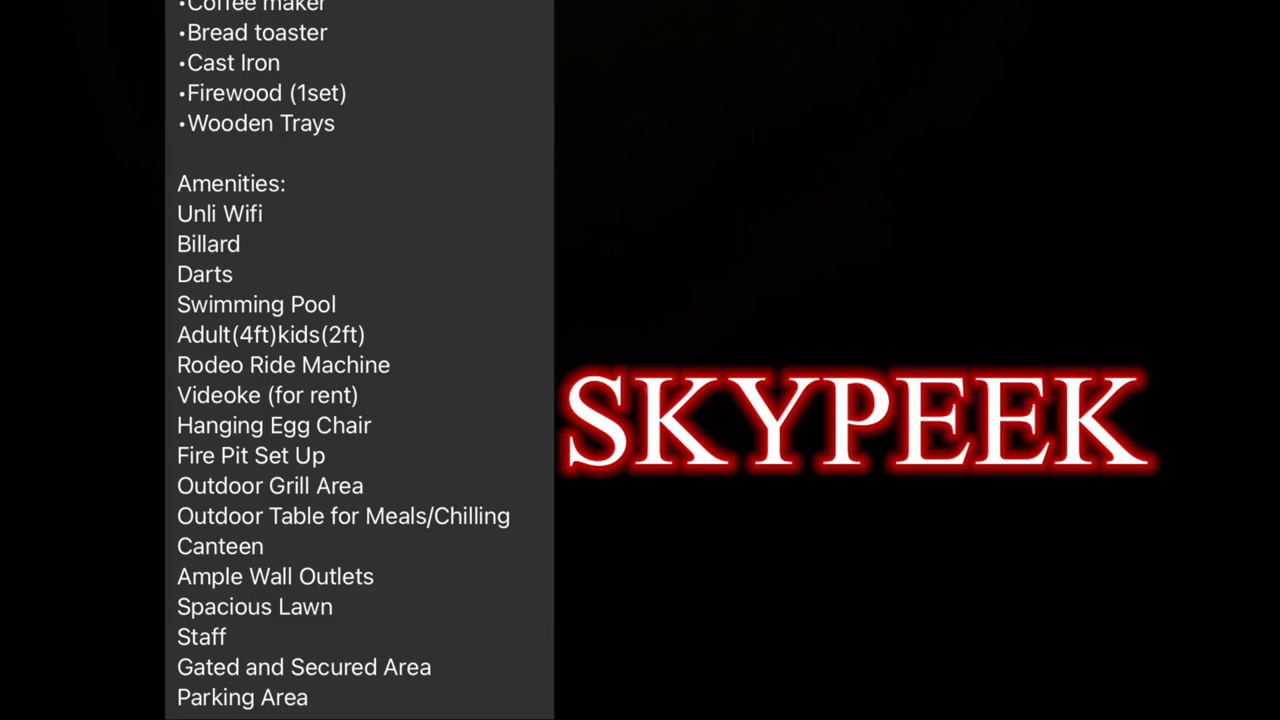 •Coffee maker
•Bread toaster
•Cast Iron
•Firewood (1set)
•Wooden Trays
Amenities:
Unli Wifi
Billard
Darts
Swimming Pool
Adult(4ft)kids(2ft)
Rodeo Ride Machine
Videoke (for rent)
Hanging Egg Chair
Fire Pit Set Up
Outdoor Grill Area
Outdoor Table for Meals/Chilling
Canteen
Ample Wall Outlets
Spacious Lawn
Staff
Gated and Secured Area
Parking Area
SKYPEEK